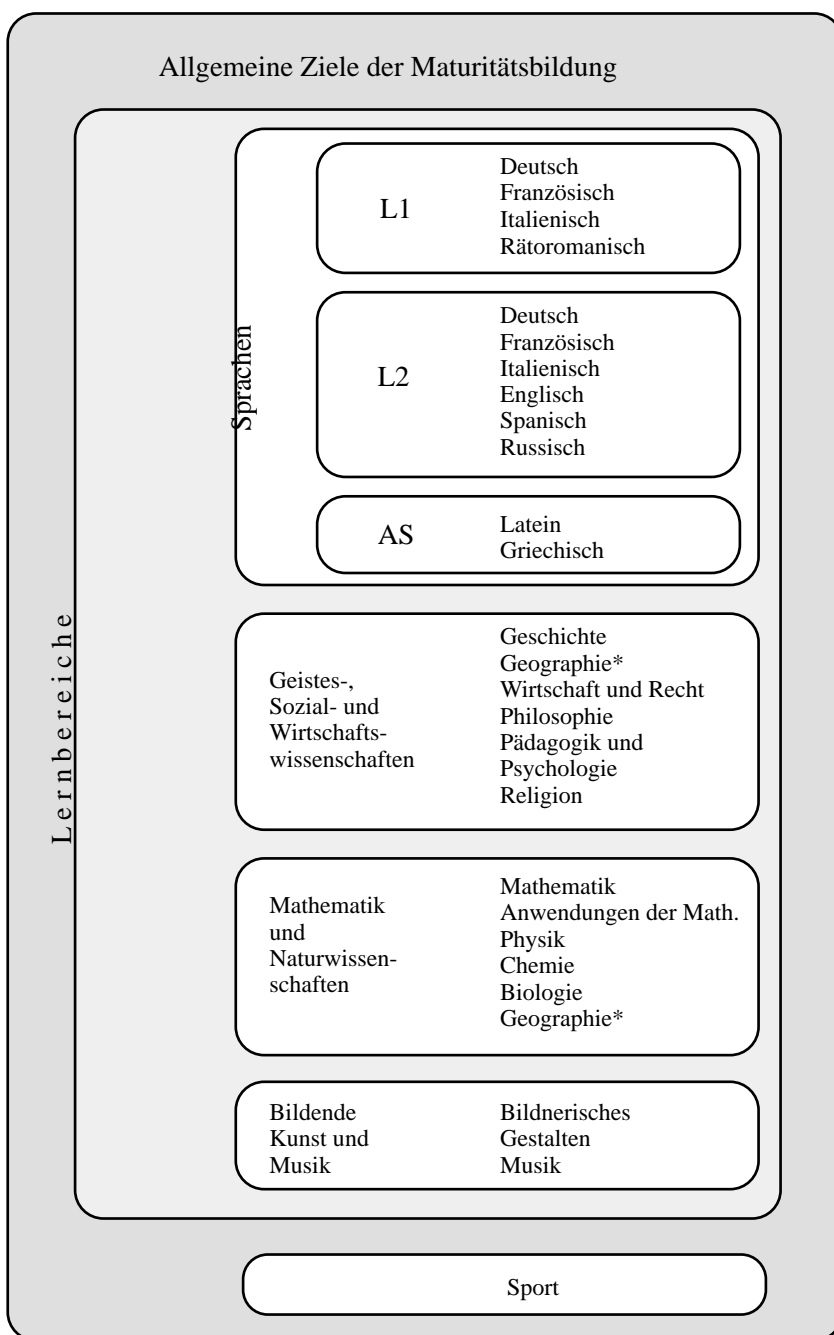 Allgemeine Ziele der Maturitätsbildung
Lernbereiche
Sprachen
L1
Deutsch
Französisch
Italienisch
Rätoromanisch
L2
Deutsch
Französisch
Italienisch
Englisch
Spanisch
Russisch
AS
Latein
Griechisch
Geistes-,
Sozial- und
Wirtschafts-
wissenschaften
Geschichte
Geographie*
Wirtschaft und Recht
Philosophie
Pädagogik und
Psychologie
Religion
Mathematik
und
Naturwissen-
schaften
Mathematik
Anwendungen der Math.
Physik
Chemie
Biologie
Geographie*
Bildende
Kunst und
Musik
Bildnerisches
Gestalten
Musik
Sport